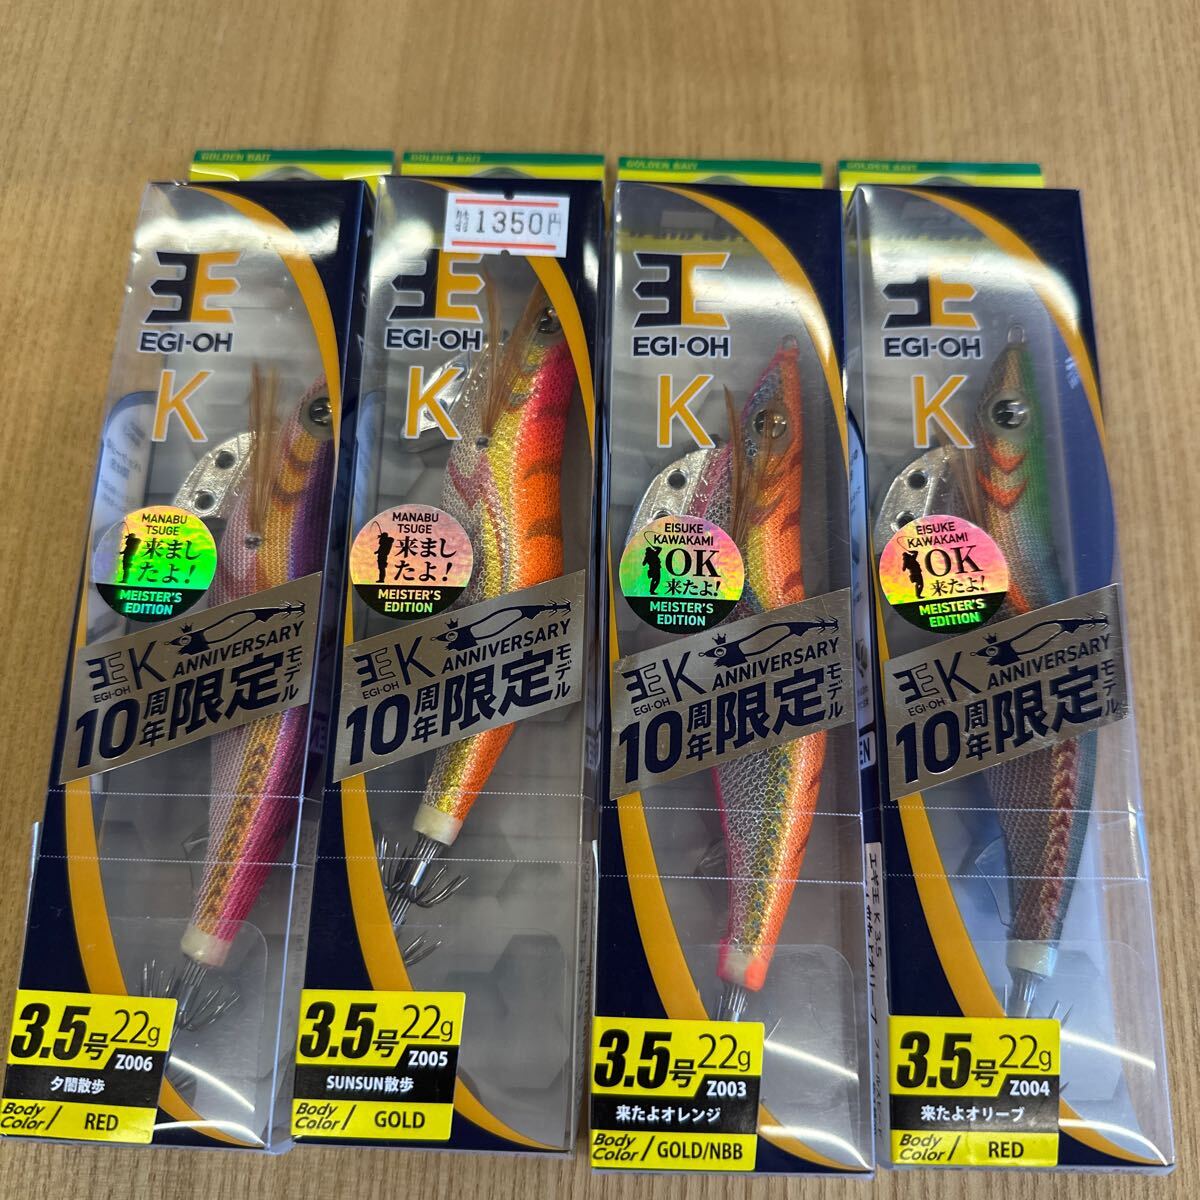 GOLDEN BAIT
EGI-OH
K
MANABU
TSUGE
来まし
たよ!
MEISTER'S
EDITION
EGI-OH K ANNIVERSARY
10周年限定モデル
3.5号 22g
Z006
夕闇散歩
Body
Color / RED
GOLDEN BAIT
1350円
EGI-OH
K
MANABU
TSUGE
来まし
たよ!
MEISTER'S
EDITION
EGI-OH K ANNIVERSARY
10周年限定モデル
3.5号 22g
Z005
SUNSUN散歩
Body
Color / GOLD
GOLDEN BAIT
EGI-OH
K
EISUKE
KAWAKAMI
OK
来たよ!
MEISTER'S
EDITION
EGI-OH K ANNIVERSARY
10周年限定モデル
3.5号 22g
Z003
来たよオレンジ
Body
Color / GOLD/NBB
GOLDEN BAIT
EGI-OH
K
EISUKE
KAWAKAMI
OK
来たよ!
MEISTER'S
EDITION
EGI-OH K ANNIVERSARY
10周年限定モデル
3.5号 22g
Z004
来たよオリーブ
Body
Color / RED
エギ王 K 3.5